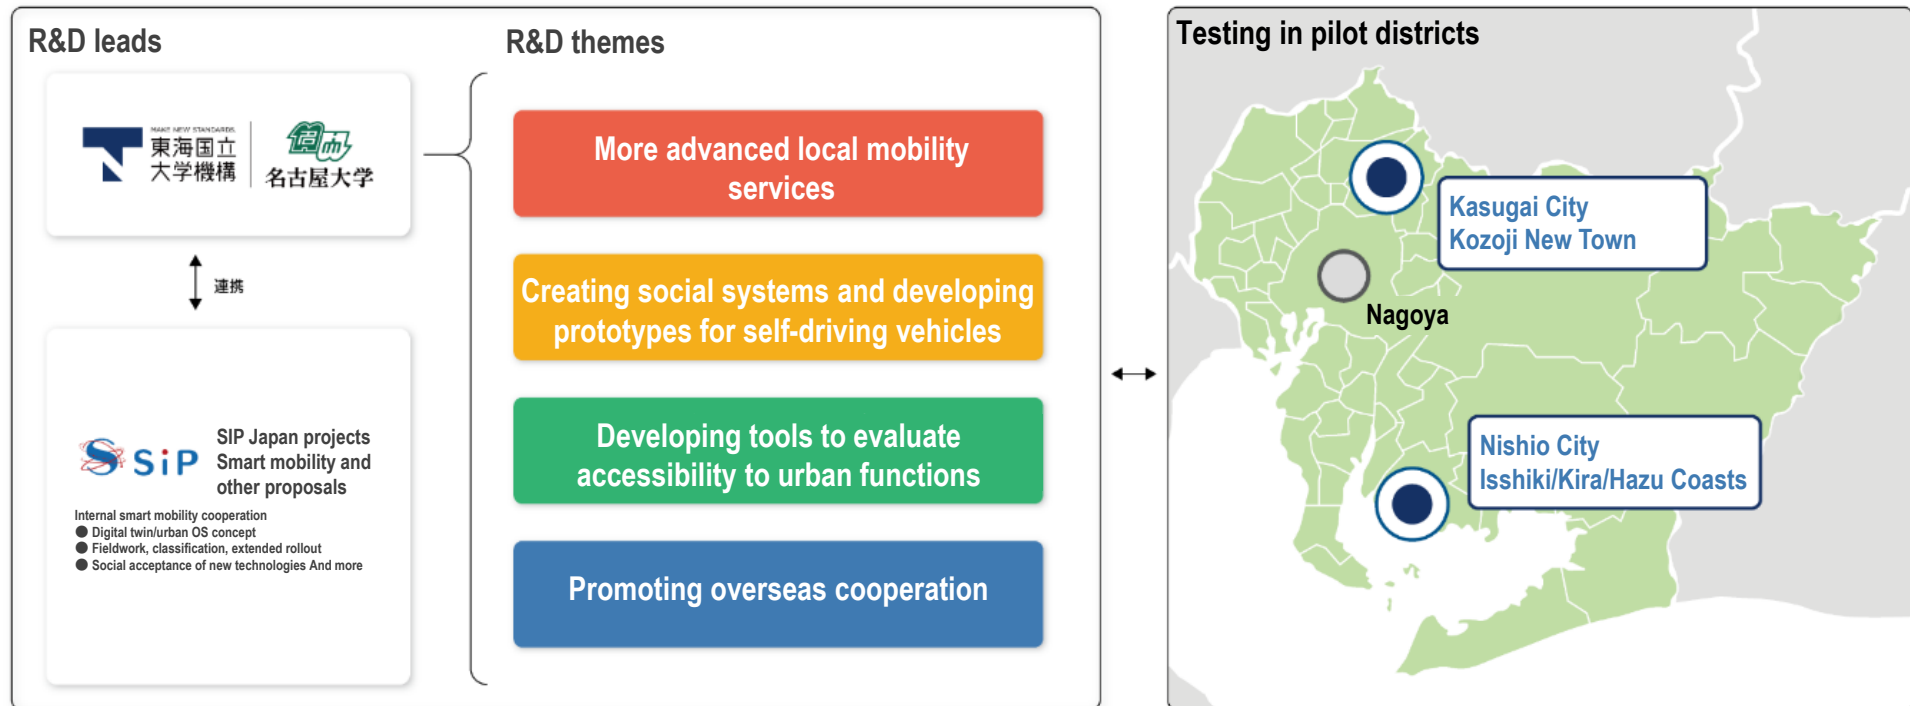 R&D leads
MAKE NEW STANDARDS.
東海国立
大学機構
名古屋大学
連携
SiP
SIP Japan projects
Smart mobility and
other proposals
Internal smart mobility cooperation
● Digital twin/urban OS concept
● Fieldwork, classification, extended rollout
● Social acceptance of new technologies And more
R&D themes
More advanced local mobility
services
Creating social systems and developing
prototypes for self-driving vehicles
Developing tools to evaluate
accessibility to urban functions
Promoting overseas cooperation
Testing in pilot districts
Kasugai City
Kozoji New Town
Nagoya
Nishio City
Isshiki/Kira/Hazu Coasts